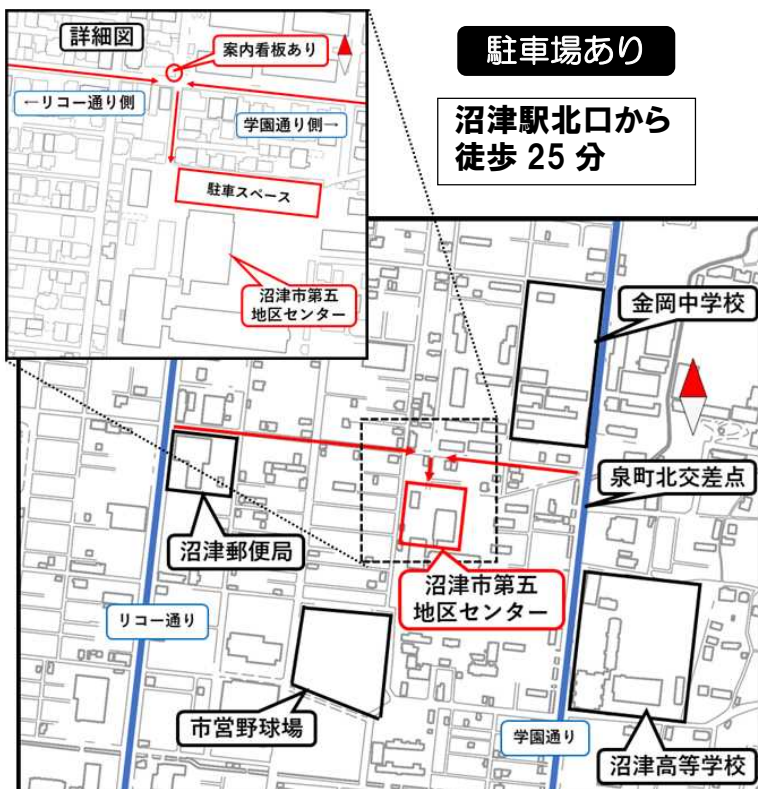 詳細図
案内看板あり
←リコー通り側
学園通り側→
駐車スペース
沼津市第五
地区センター
駐車場あり
沼津駅北口から
徒歩 25 分
金岡中学校
泉町北交差点
沼津郵便局
沼津市第五
地区センター
リコー通り
市営野球場
学園通り
沼津高等学校